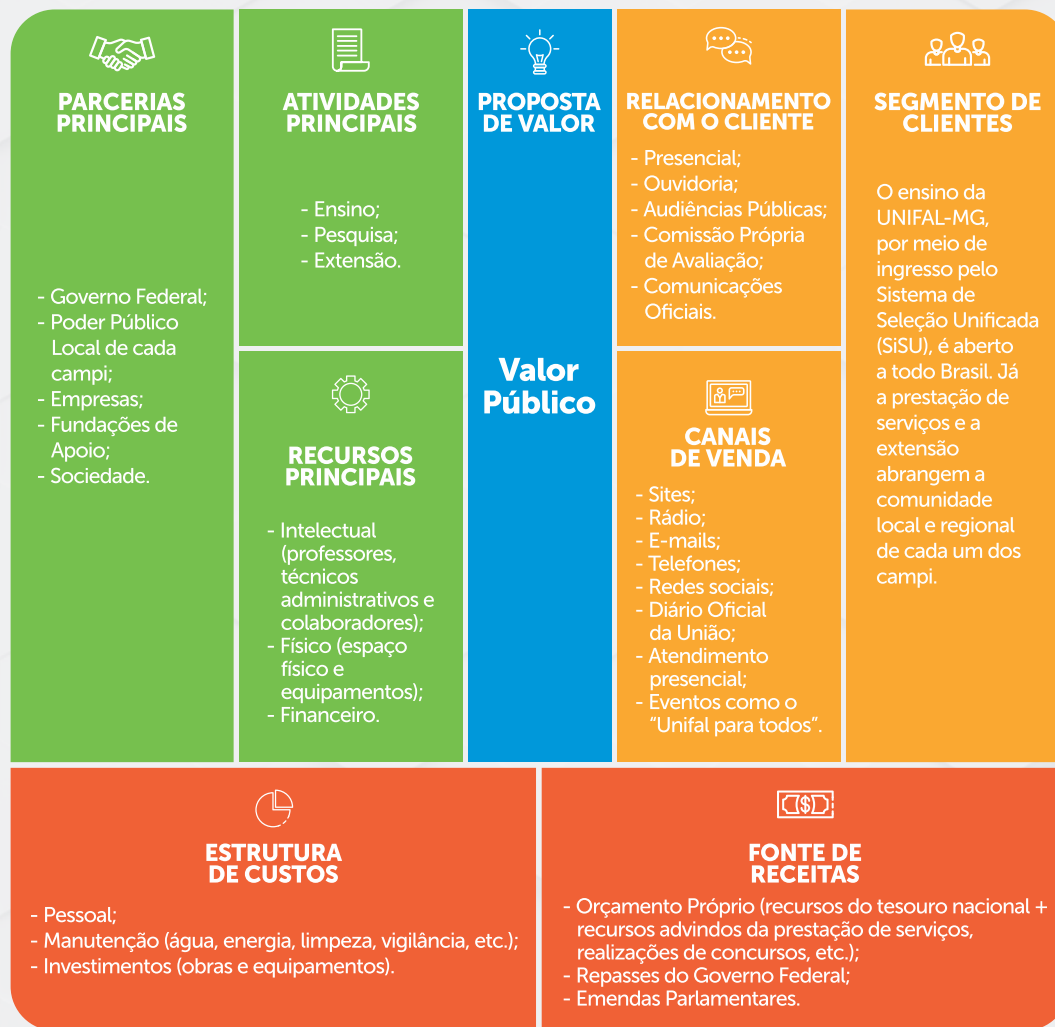 PARCERIAS
PRINCIPAIS
- Governo Federal;
- Poder Público
Local de cada
campi;
- Empresas;
- Fundações de
Apoio;
- Sociedade.
ATIVIDADES
PRINCIPAIS
- Ensino;
- Pesquisa;
- Extensão.
RECURSOS
PRINCIPAIS
- Intelectual
(professores,
técnicos
administrativos e
colaboradores);
- Físico (espaço
físico e
equipamentos);
- Financeiro.
PROPOSTA
DE VALOR
Valor
Público
RELACIONAMENTO
COM O CLIENTE
- Presencial;
- Ouvidoria;
- Audiências Públicas;
- Comissão Própria
de Avaliação;
- Comunicações
Oficiais.
CANAIS
DE VENDA
- Sites;
- Rádio;
- E-mails;
- Telefones;
- Redes sociais;
- Diário Oficial
da União;
- Atendimento
presencial;
- Eventos como o
“Unifal para todos”.
SEGMENTO DE
CLIENTES
O ensino da
UNIFAL-MG,
por meio de
ingresso pelo
Sistema de
Seleção Unificada
(SiSU), é aberto
a todo Brasil. Já
a prestação de
serviços e a
extensão
abrangem a
comunidade
local e regional
de cada um dos
campi.
ESTRUTURA
DE CUSTOS
- Pessoal;
- Manutenção (água, energia, limpeza, vigilância, etc.);
- Investimentos (obras e equipamentos).
$
FONTE DE
RECEITAS
- Orçamento Próprio (recursos do tesouro nacional +
recursos advindos da prestação de serviços,
realizações de concursos, etc.);
- Repasses do Governo Federal;
- Emendas Parlamentares.